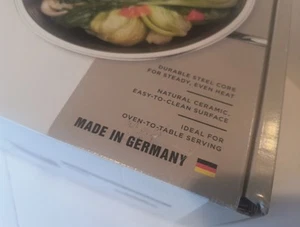 DURABLE STEEL CORE
FOR STEADY, EVEN HEAT
NATURAL CERAMIC,
EASY-TO-CLEAN SURFACE
IDEAL FOR
OVEN-TO-TABLE SERVING
MADE IN GERMANY